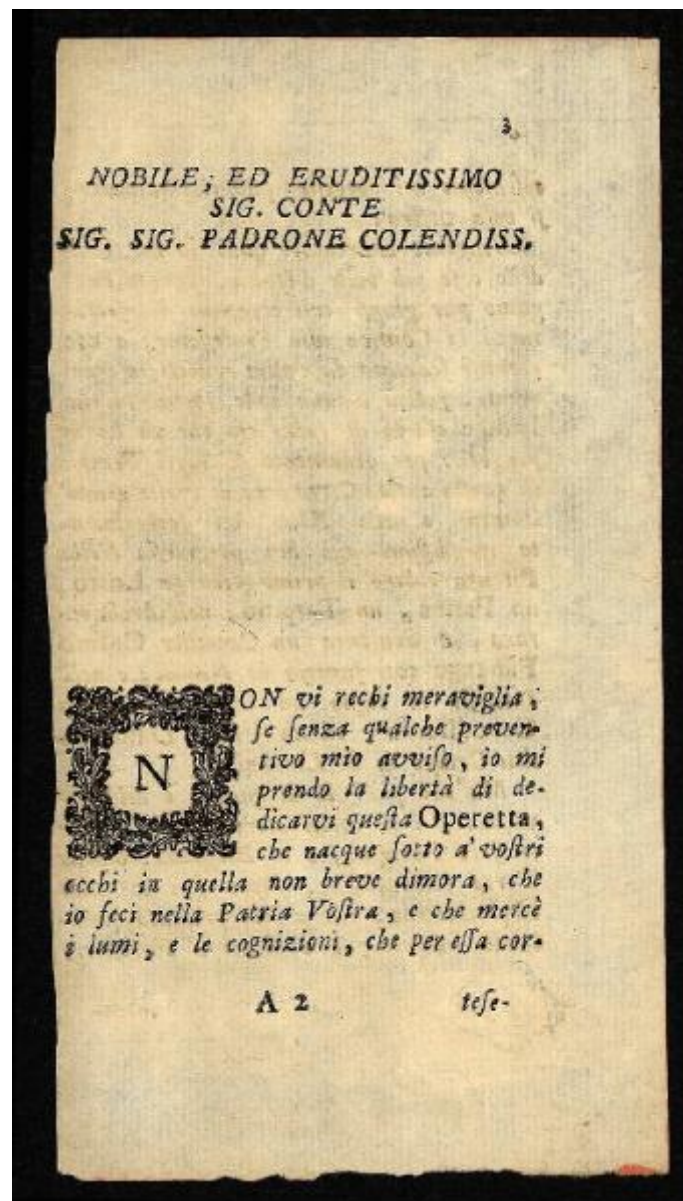 3
NOBILE, ED ERUDITISSIMO
SIG. CONTE
SIG. SIG. PADRONE COLENDISS.
NON vi rechi meraviglia,
ſe ſenza qualche preven-
tivo mio avviſo, io mi
prendo la libertà di de-
dicarvi queſta Operetta,
che nacque ſotto a' voſtri
occhi in quella non breve dimora, che
io feci nella Patria Voſtra, e che mercè
i lumi, e le cognizioni, che per eſſa cor-
A 2 teſe-